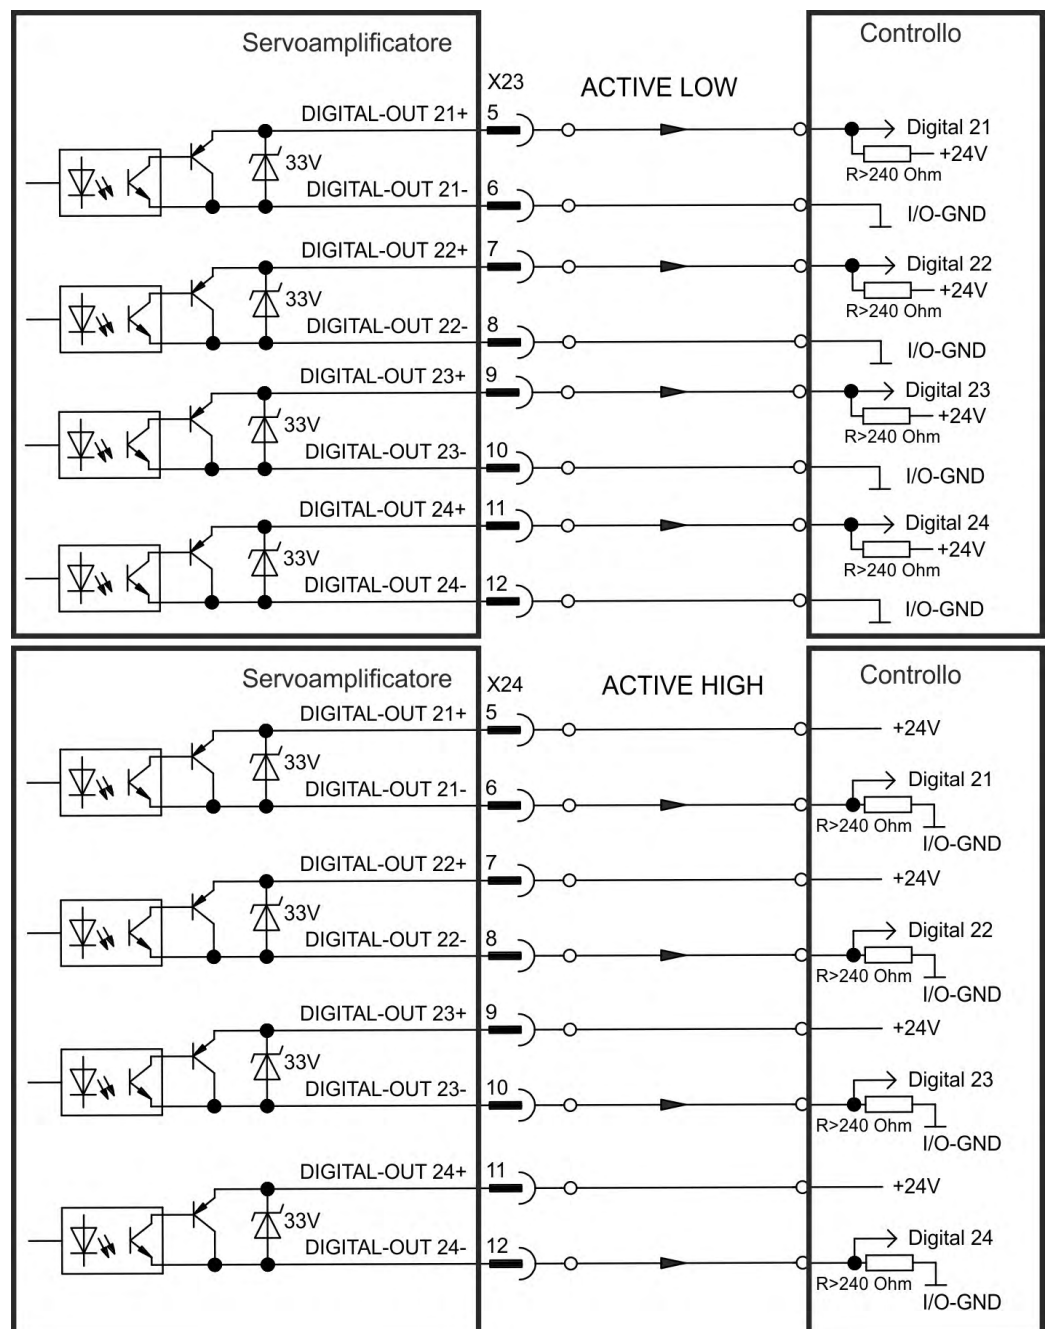 Servoamplificatore
Controllo
X23
ACTIVE LOW
DIGITAL-OUT 21+
5
Digital 21
33V
+24V
R>240 Ohm
DIGITAL-OUT 21-
6
I/O-GND
DIGITAL-OUT 22+
7
Digital 22
33V
+24V
R>240 Ohm
DIGITAL-OUT 22-
8
I/O-GND
DIGITAL-OUT 23+
9
Digital 23
33V
+24V
R>240 Ohm
DIGITAL-OUT 23-
10
I/O-GND
DIGITAL-OUT 24+
11
Digital 24
33V
+24V
R>240 Ohm
DIGITAL-OUT 24-
12
I/O-GND
Servoamplificatore
Controllo
X24
ACTIVE HIGH
DIGITAL-OUT 21+
5
+24V
33V
Digital 21
DIGITAL-OUT 21-
6
R>240 Ohm
I/O-GND
DIGITAL-OUT 22+
7
+24V
33V
Digital 22
DIGITAL-OUT 22-
8
R>240 Ohm
I/O-GND
DIGITAL-OUT 23+
9
+24V
33V
Digital 23
DIGITAL-OUT 23-
10
R>240 Ohm
I/O-GND
DIGITAL-OUT 24+
11
+24V
33V
Digital 24
DIGITAL-OUT 24-
12
R>240 Ohm
I/O-GND